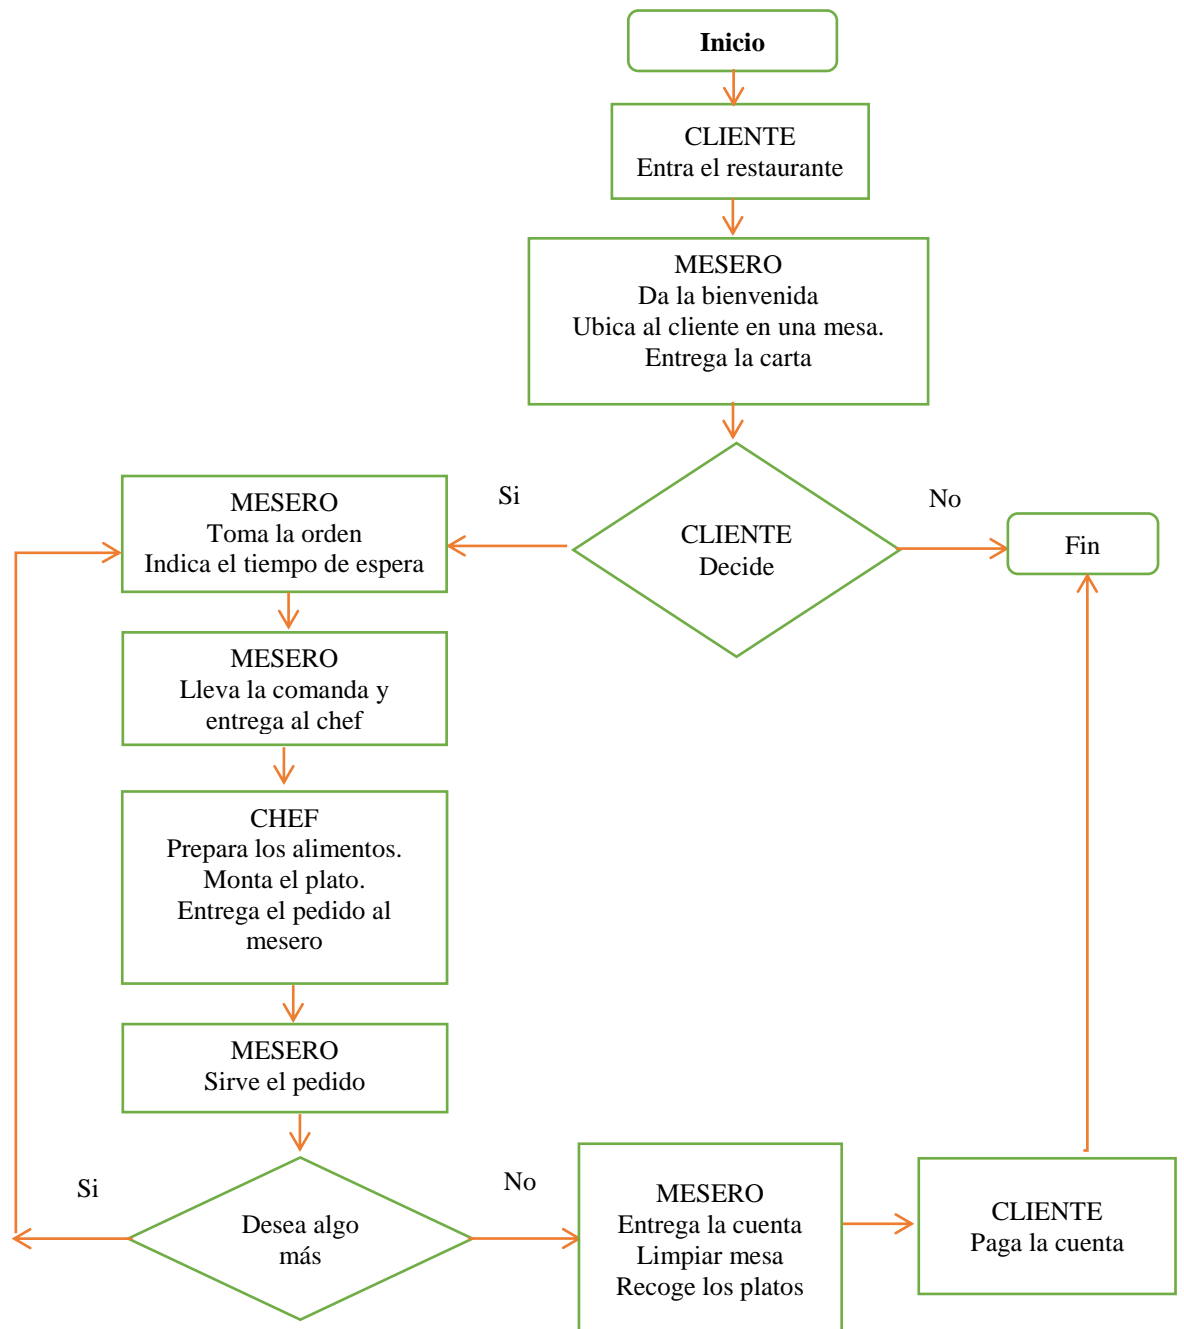 Inicio
CLIENTE
Entra el restaurante
MESERO
Da la bienvenida
Ubica al cliente en una mesa.
Entrega la carta
CLIENTE
Decide
Si
No
Fin
MESERO
Toma la orden
Indica el tiempo de espera
MESERO
Lleva la comanda y
entrega al chef
CHEF
Prepara los alimentos.
Monta el plato.
Entrega el pedido al
mesero
MESERO
Sirve el pedido
Desea algo
más
Si
No
MESERO
Entrega la cuenta
Limpiar mesa
Recoge los platos
CLIENTE
Paga la cuenta